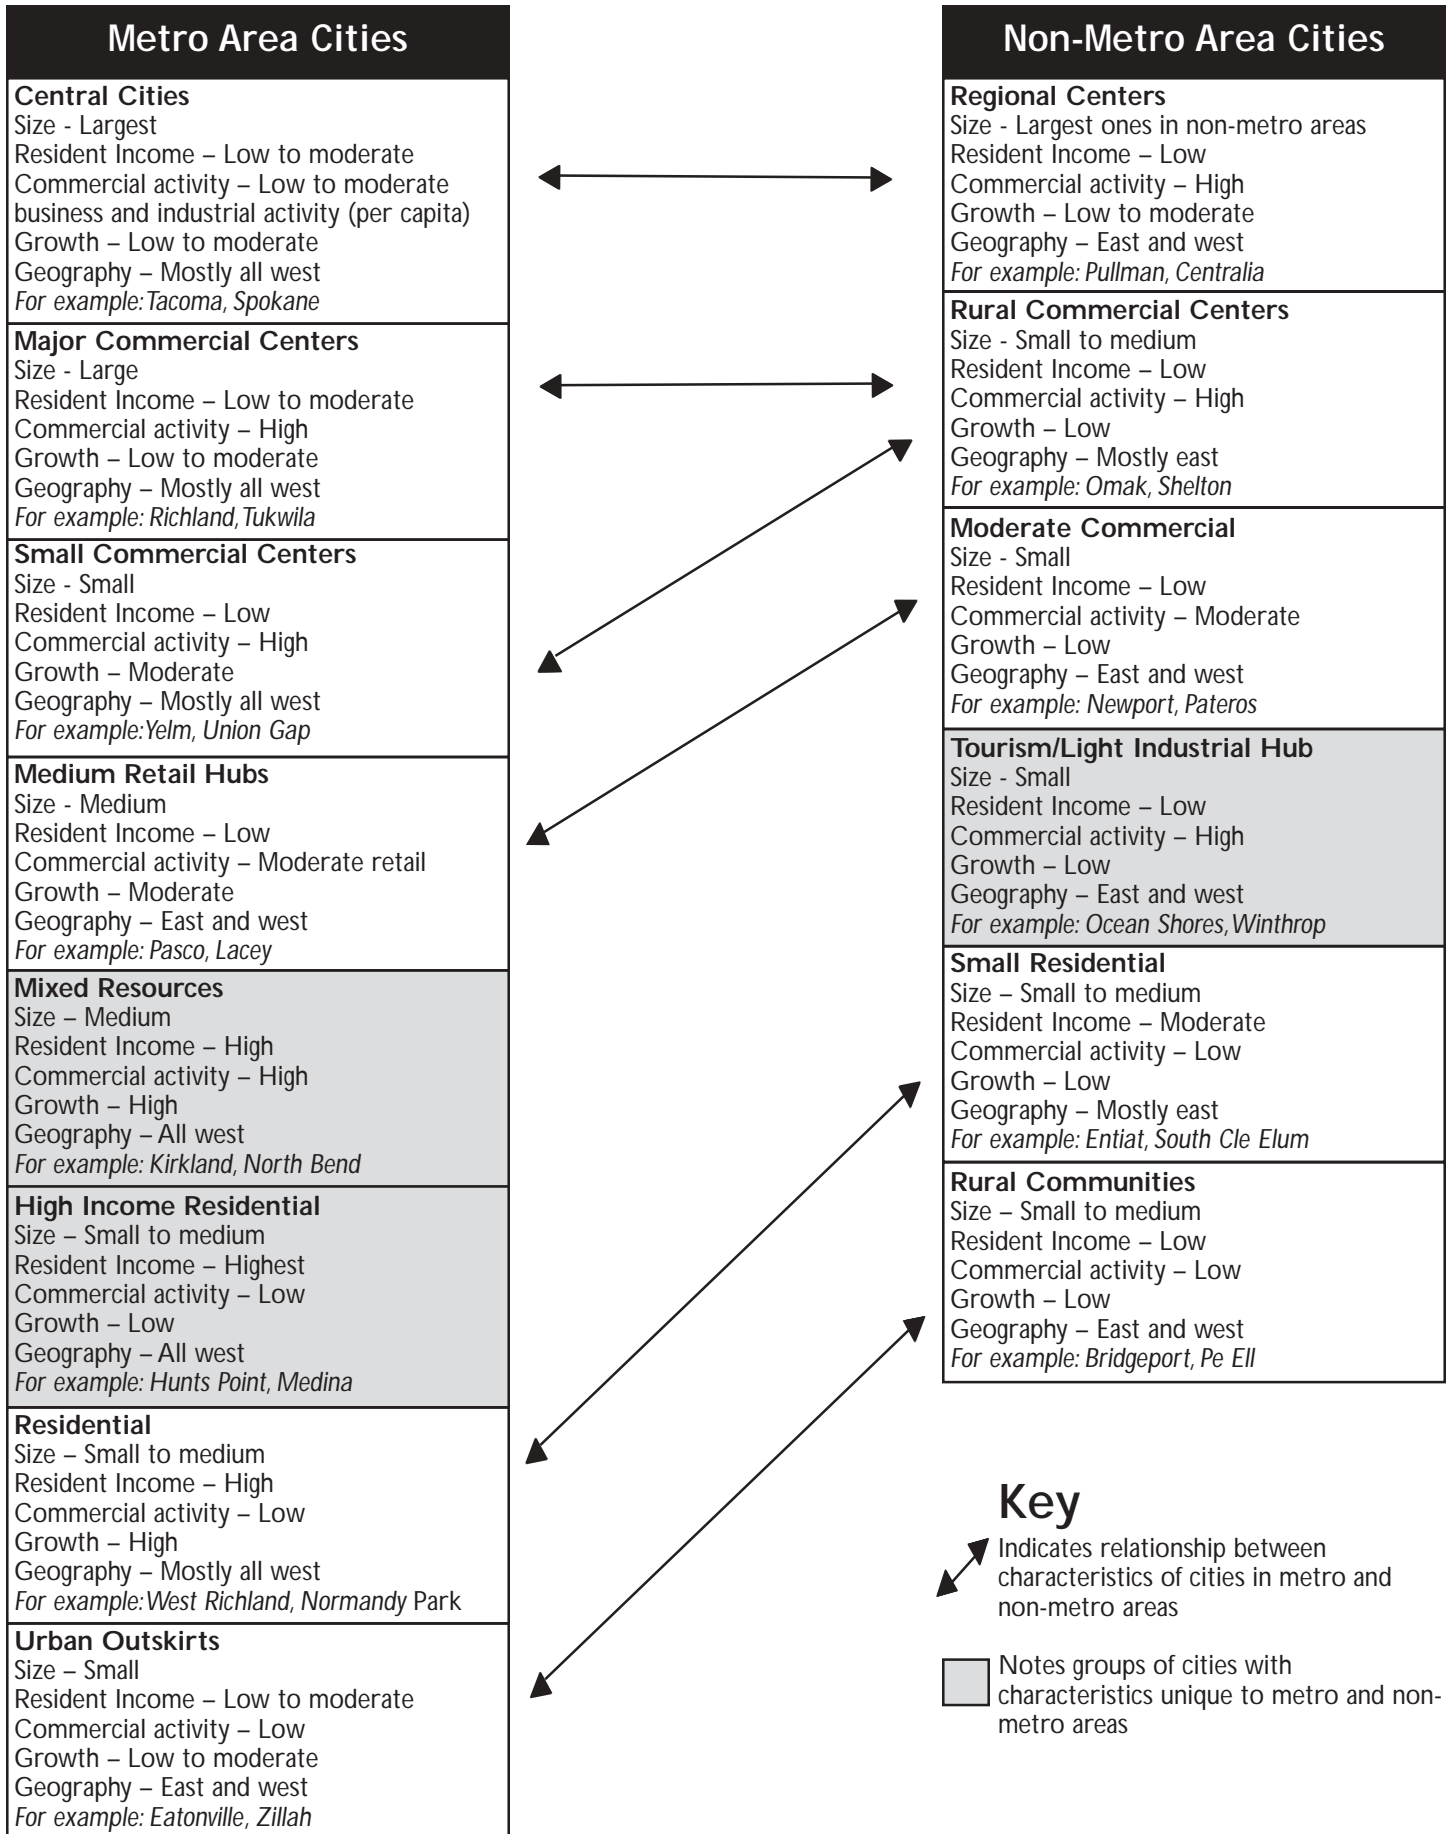 Metro Area Cities
Central Cities
Size - Largest
Resident Income – Low to moderate
Commercial activity – Low to moderate
business and industrial activity (per capita)
Growth – Low to moderate
Geography – Mostly all west
For example: Tacoma, Spokane
Major Commercial Centers
Size - Large
Resident Income – Low to moderate
Commercial activity – High
Growth – Low to moderate
Geography – Mostly all west
For example: Richland, Tukwila
Small Commercial Centers
Size - Small
Resident Income – Low
Commercial activity – High
Growth – Moderate
Geography – Mostly all west
For example: Yelm, Union Gap
Medium Retail Hubs
Size - Medium
Resident Income – Low
Commercial activity – Moderate retail
Growth – Moderate
Geography – East and west
For example: Pasco, Lacey
Mixed Resources
Size – Medium
Resident Income – High
Commercial activity – High
Growth – High
Geography – All west
For example: Kirkland, North Bend
High Income Residential
Size – Small to medium
Resident Income – Highest
Commercial activity – Low
Growth – Low
Geography – All west
For example: Hunts Point, Medina
Residential
Size – Small to medium
Resident Income – High
Commercial activity – Low
Growth – High
Geography – Mostly all west
For example: West Richland, Normandy Park
Urban Outskirts
Size – Small
Resident Income – Low to moderate
Commercial activity – Low
Growth – Low to moderate
Geography – East and west
For example: Eatonville, Zillah
Non-Metro Area Cities
Regional Centers
Size - Largest ones in non-metro areas
Resident Income – Low
Commercial activity – High
Growth – Low to moderate
Geography – East and west
For example: Pullman, Centralia
Rural Commercial Centers
Size - Small to medium
Resident Income – Low
Commercial activity – High
Growth – Low
Geography – Mostly east
For example: Omak, Shelton
Moderate Commercial
Size - Small
Resident Income – Low
Commercial activity – Moderate
Growth – Low
Geography – East and west
For example: Newport, Pateros
Tourism/Light Industrial Hub
Size - Small
Resident Income – Low
Commercial activity – High
Growth – Low
Geography – East and west
For example: Ocean Shores, Winthrop
Small Residential
Size – Small to medium
Resident Income – Moderate
Commercial activity – Low
Growth – Low
Geography – Mostly east
For example: Entiat, South Cle Elum
Rural Communities
Size – Small to medium
Resident Income – Low
Commercial activity – Low
Growth – Low
Geography – East and west
For example: Bridgeport, Pe Ell
Key
Indicates relationship between
characteristics of cities in metro and
non-metro areas
Notes groups of cities with
characteristics unique to metro and non-
metro areas